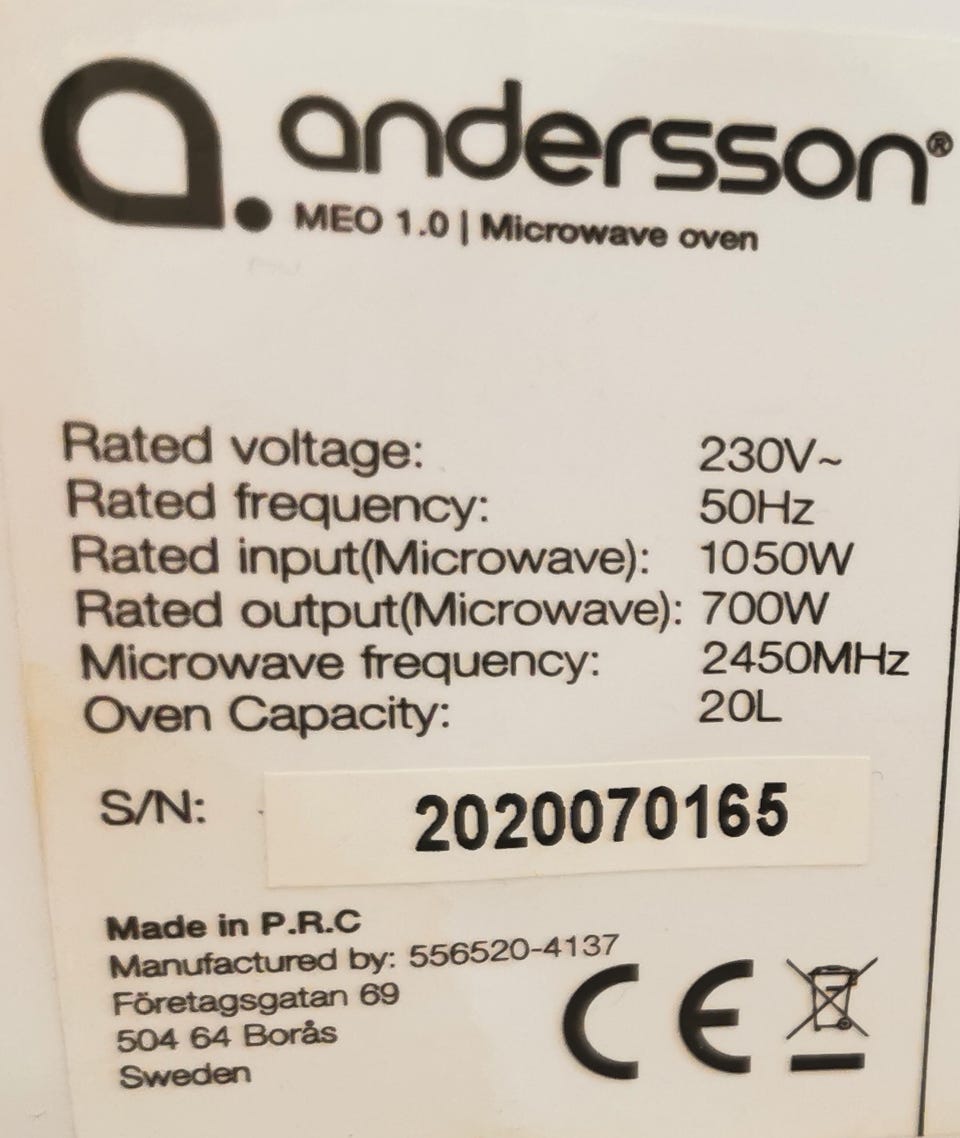 andersson®
MEO 1.0 | Microwave oven
Rated voltage: 230V~
Rated frequency: 50Hz
Rated input(Microwave): 1050W
Rated output(Microwave): 700W
Microwave frequency: 2450MHz
Oven Capacity: 20L
S/N: 2020070165
Made in P.R.C
Manufactured by: 556520-4137
Företagsgatan 69
504 64 Borås
Sweden
CE